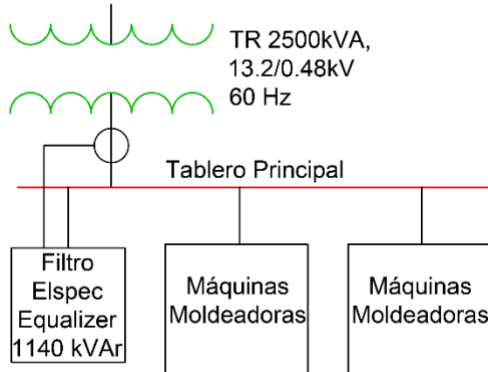 TR 2500kVA,
13.2/0.48kV
60 Hz
Tablero Principal
Filtro
Elspec
Equalizer
1140 kVAr
Máquinas
Moldeadoras
Máquinas
Moldeadoras